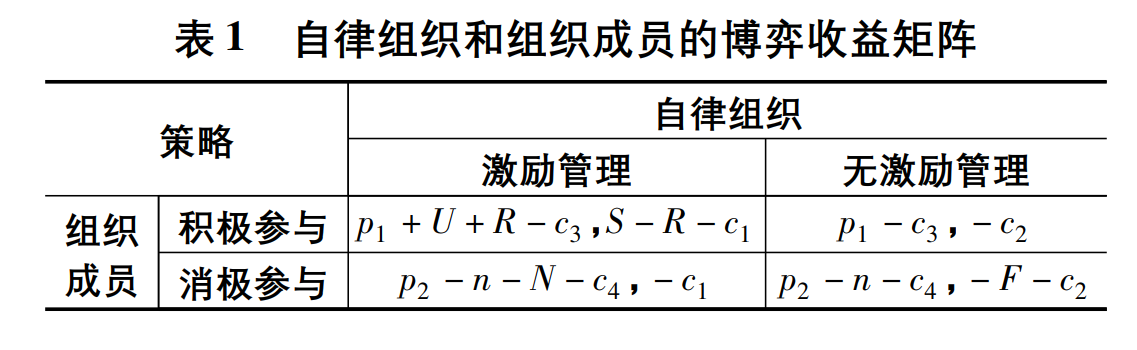 表1 自律组织和组织成员的博弈收益矩阵
策略 自律组织
激励管理 无激励管理
组织成员 积极参与 p₁ + U + R − c₃,S − R − c₁ p₁ − c₃, − c₂
消极参与 p₂ − n − N − c₄, − c₁ p₂ − n − c₄, − F − c₂